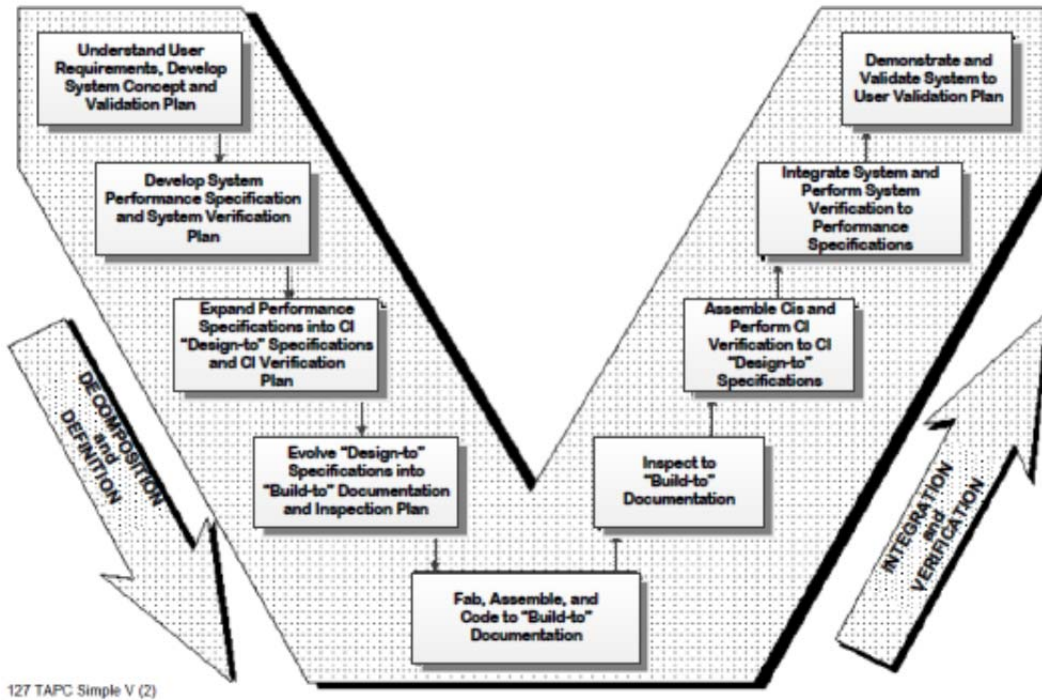 Understand User
Requirements, Develop
System Concept and
Validation Plan
Develop System
Performance Specification
and System Verification
Plan
Expand Performance
Specifications into CI
"Design-to" Specifications
and CI Verification
Plan
Evolve "Design-to"
Specifications into
"Build-to" Documentation
and Inspection Plan
Fab, Assemble, and
Code to "Build-to"
Documentation
Inspect to
"Build-to"
Documentation
Assemble Cis and
Perform CI
Verification to CI
"Design-to"
Specifications
Integrate System and
Perform System
Verification to
Performance
Specifications
Demonstrate and
Validate System to
User Validation Plan
DECOMPOSITION
and
DEFINITION
INTEGRATION
and
VERIFICATION
127 TAPC Simple V (2)